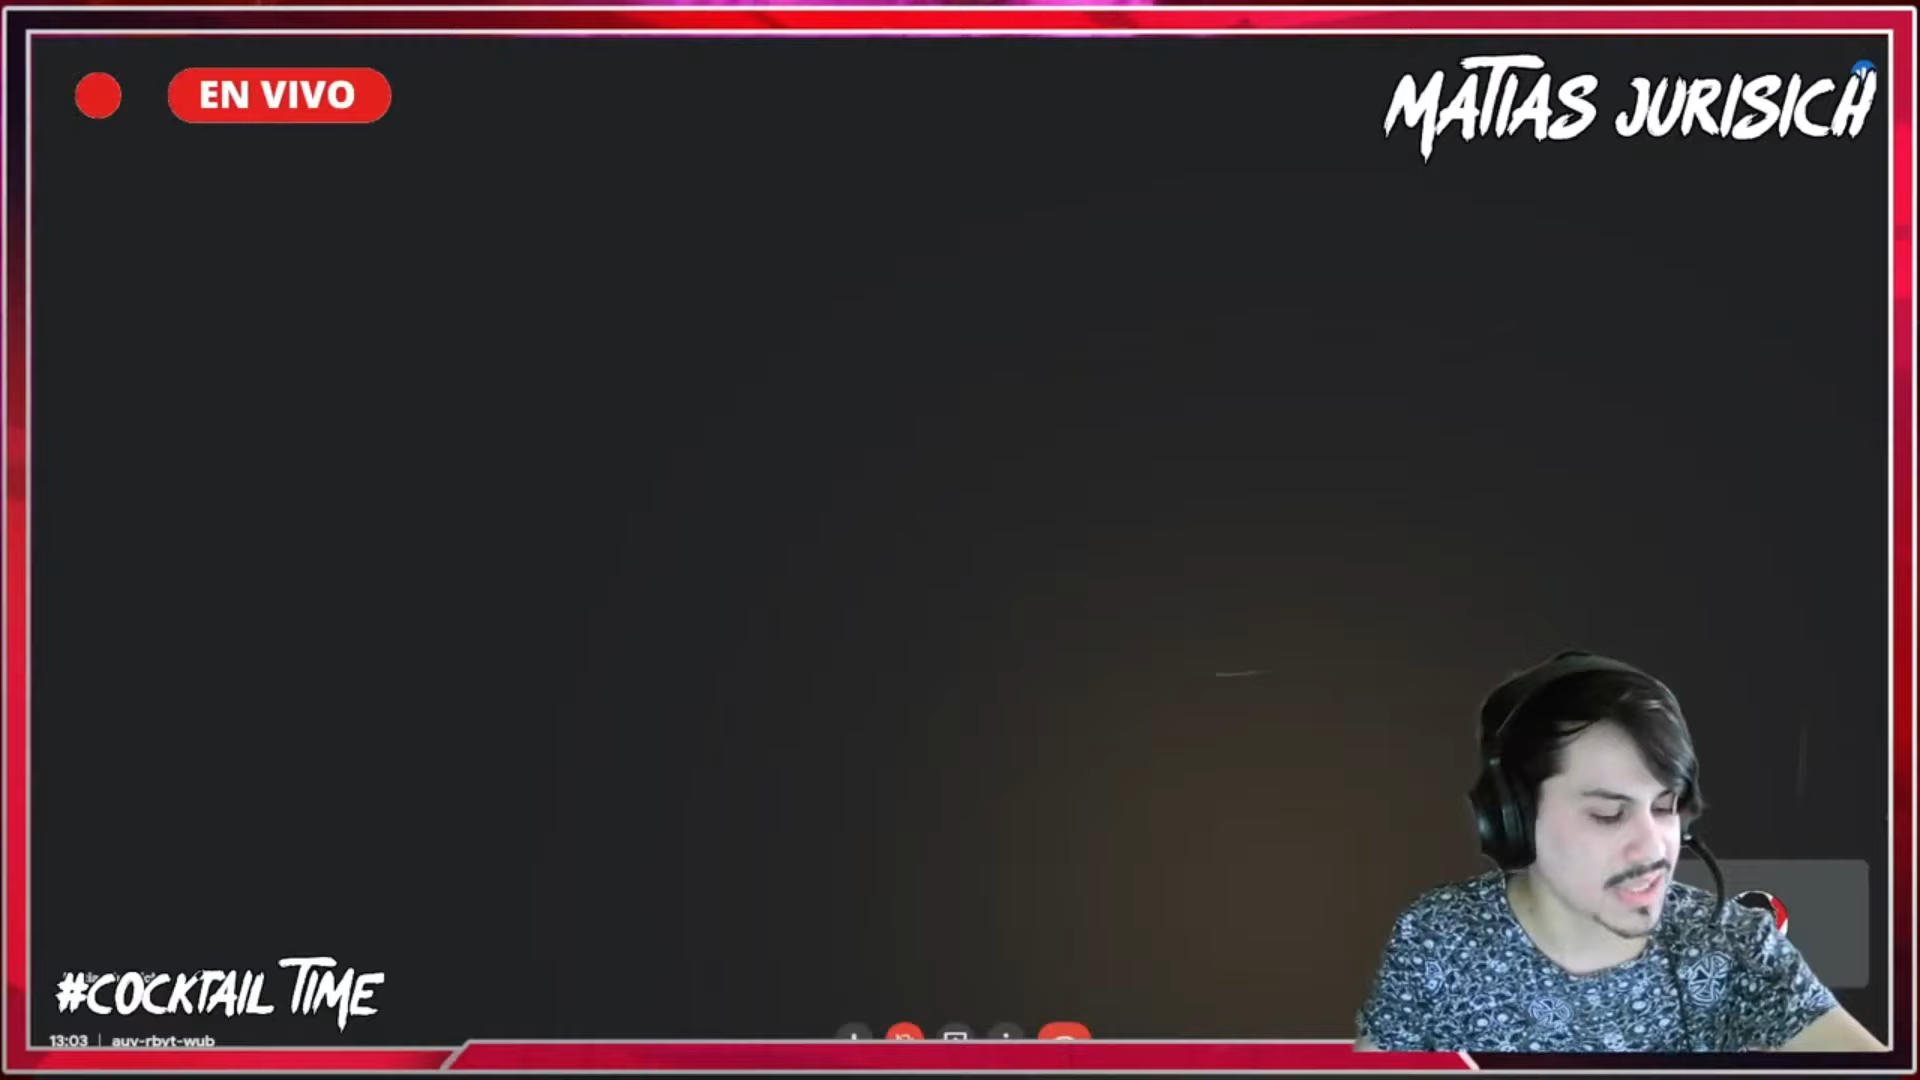 EN VIVO
MATIAS JURISICH
#COCKTAIL TIME
13:03 | auv-rbyt-wub